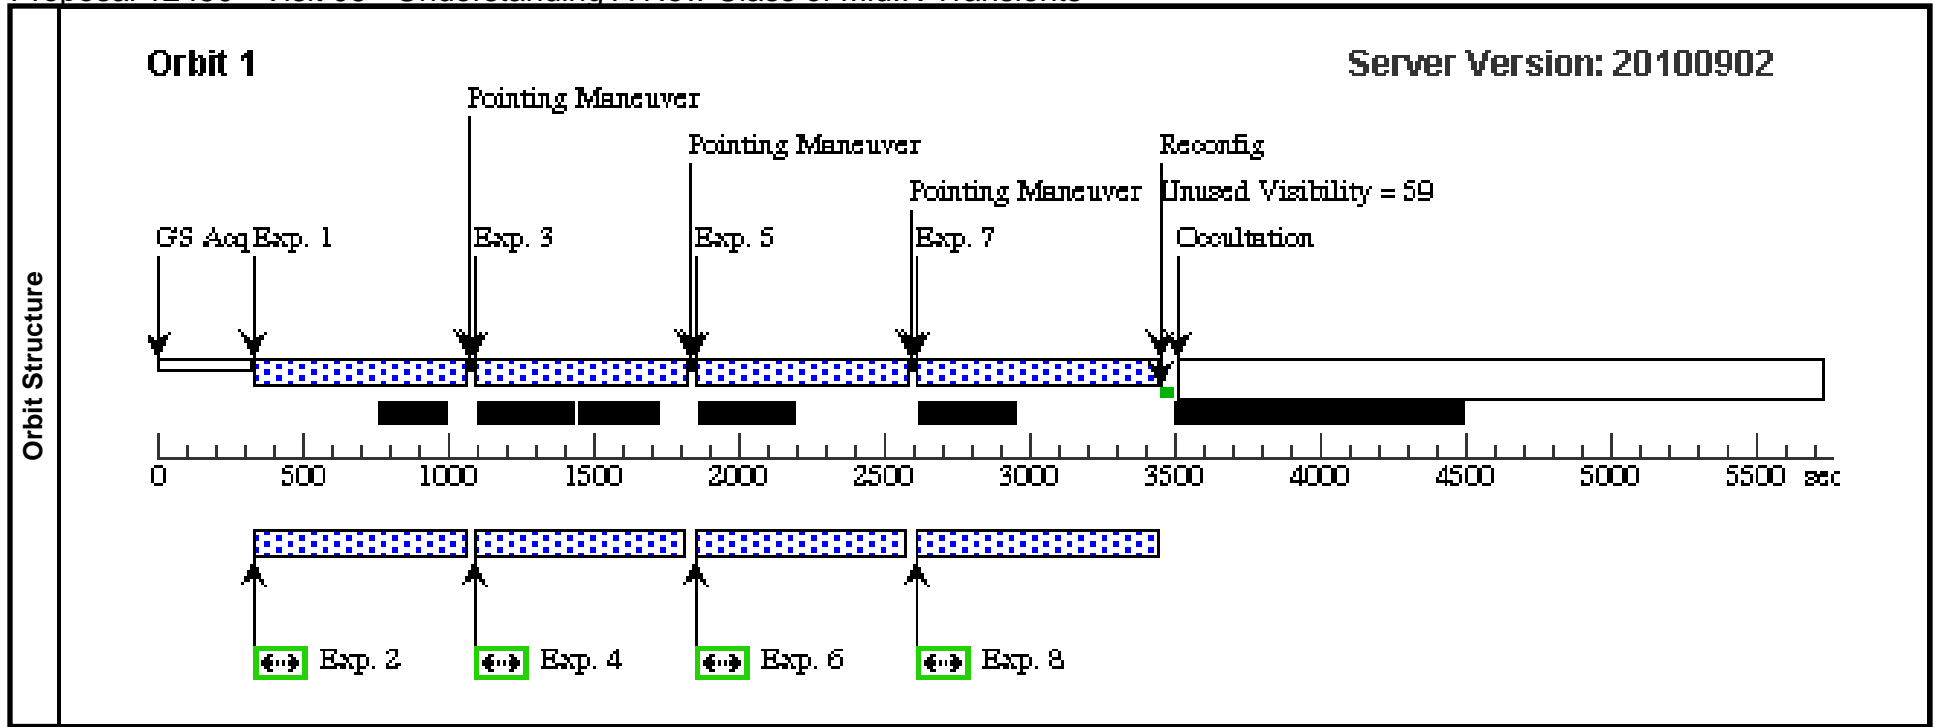 Orbit 1
Server Version: 20100902
Pointing Maneuver
Pointing Maneuver
Reconfig
Pointing Maneuver
Unused Visibility = 59
GS Acq
Exp. 1
Exp. 3
Exp. 5
Exp. 7
Occultation
Orbit Structure
0 500 1000 1500 2000 2500 3000 3500 4000 4500 5000 5500 sec
Exp. 2
Exp. 4
Exp. 6
Exp. 8